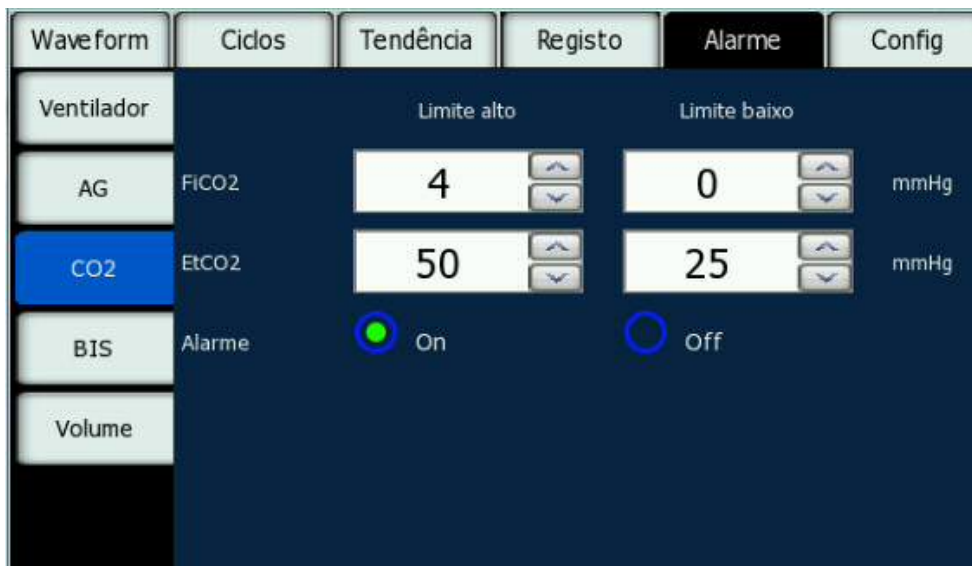 Waveform Ciclos Tendência Registo Alarme Config
Ventilador
AG
CO2
BIS
Volume
Limite alto Limite baixo
FiCO2 4 0 mmHg
EtCO2 50 25 mmHg
Alarme On Off